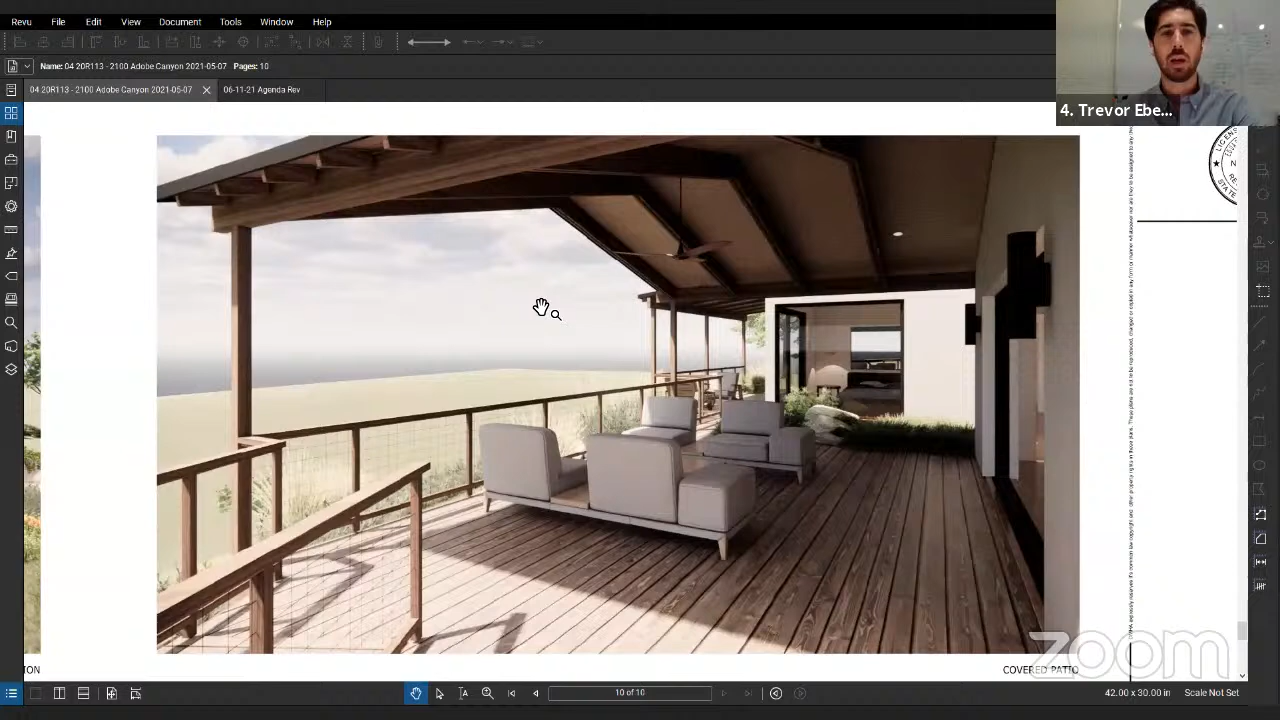 Revu File Edit View Document Tools Window Help
Name: 04 20R113 - 2100 Adobe Canyon 2021-05-07 Pages: 10
04 20R113 - 2100 Adobe Canyon 2021-05-07 06-11-21 Agenda Rev
4. Trevor Ebe...
TON
COVERED PATIO
zoom
10 of 10
42.00 x 30.00 in Scale Not Set